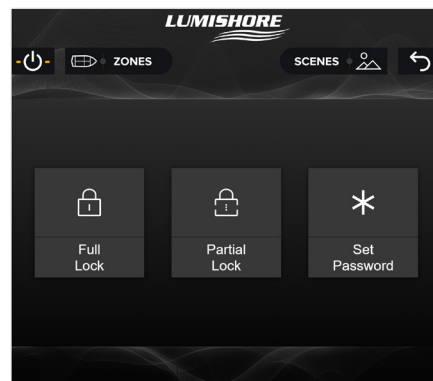 LUMISHORE
ZONES
SCENES
Full
Lock
Partial
Lock
Set
Password